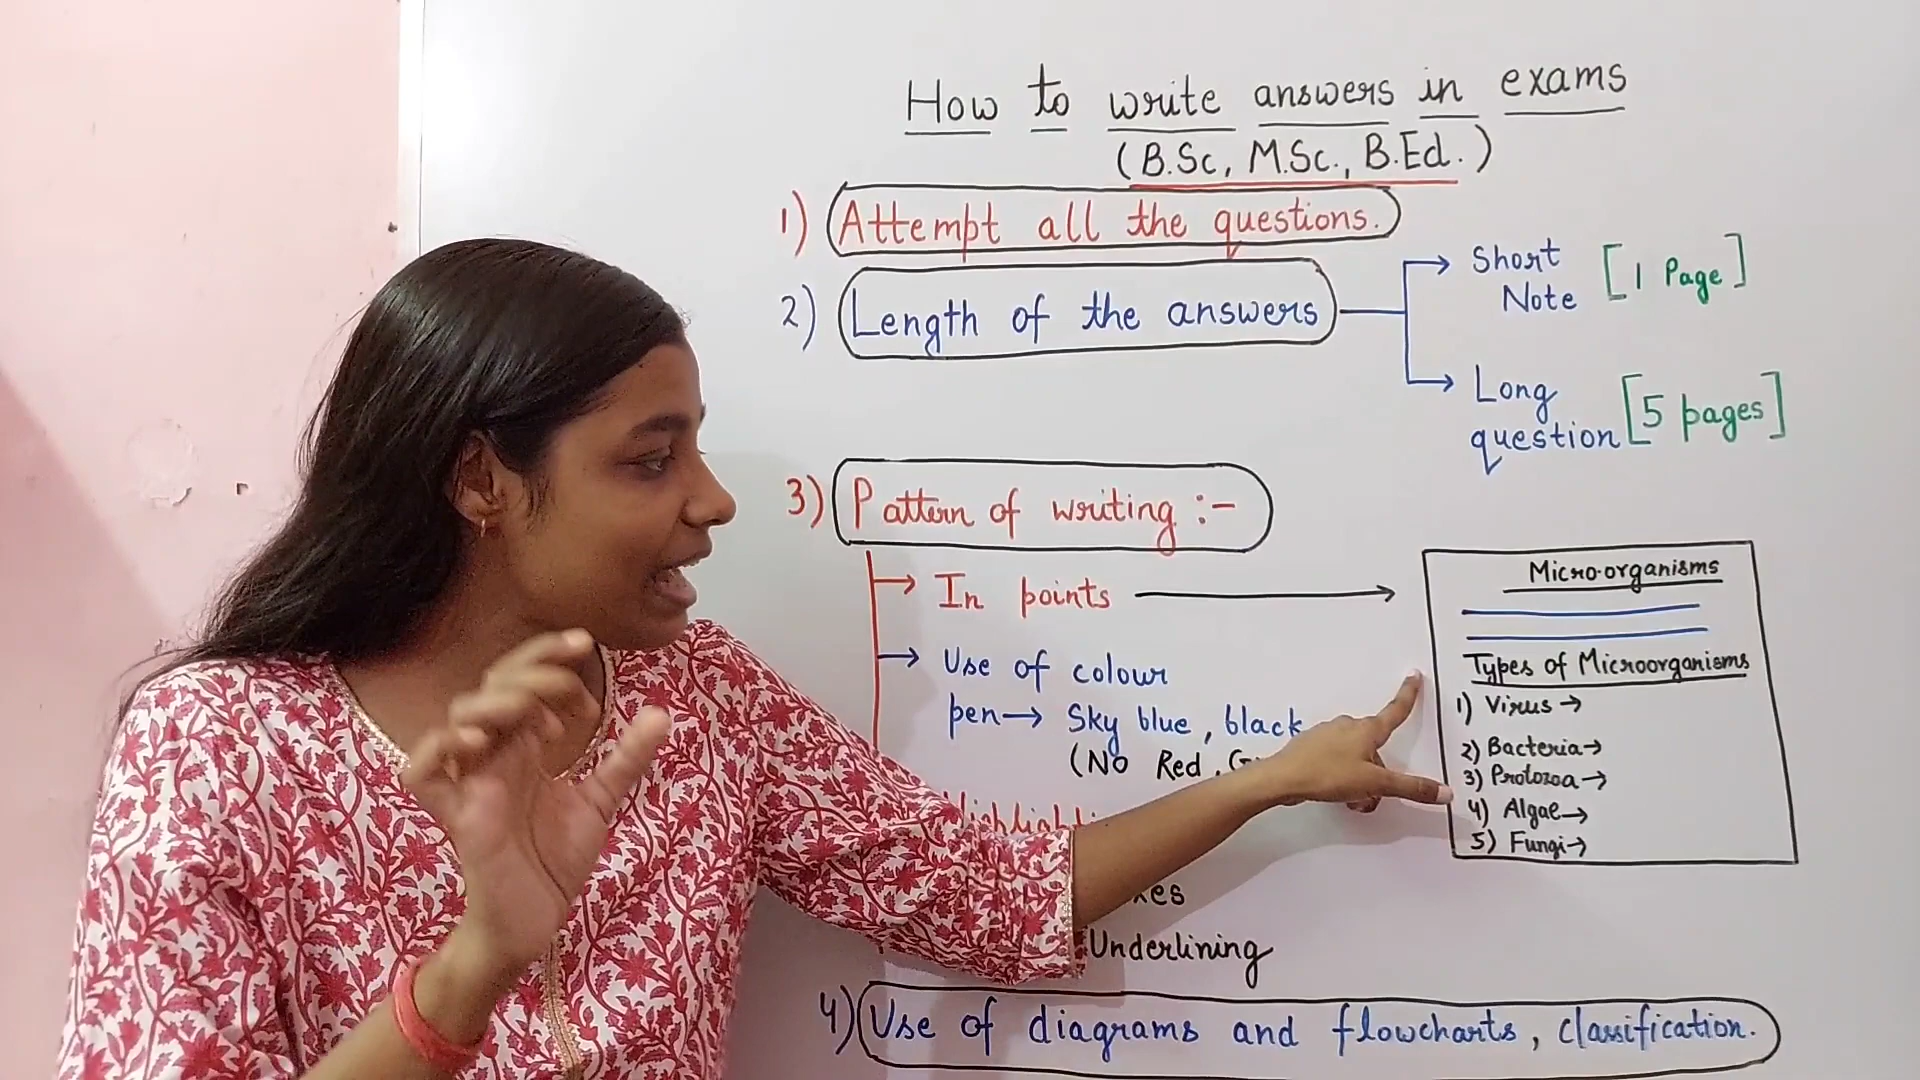 How to write answers in exams
(B.Sc, M.Sc., B.Ed.)
1) Attempt all the questions.
2) Length of the answers
Short
Note
[1 Page]
Long
question
[5 pages]
3) Pattern of writing :-
→ In points →
→ Use of colour
pen → Sky blue, black
(No Red,
Underlining
Micro-organisms
Types of Microorganisms
1) Virus →
2) Bacteria →
3) Protozoa →
4) Algae →
5) Fungi →
4) Use of diagrams and flowcharts, classification.